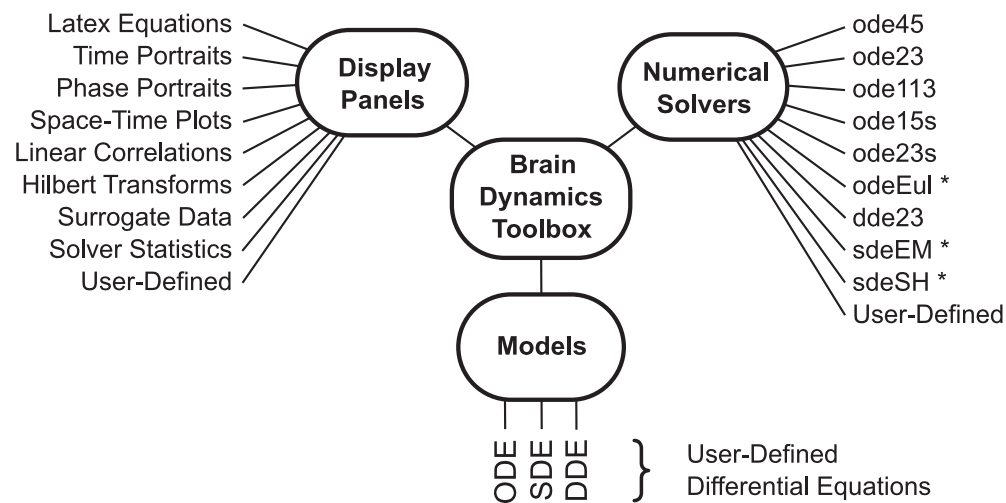 Latex Equations
Time Portraits
Phase Portraits
Space-Time Plots
Linear Correlations
Hilbert Transforms
Surrogate Data
Solver Statistics
User-Defined
Display
Panels
Numerical
Solvers
ode45
ode23
ode113
ode15s
ode23s
odeEul *
dde23
sdeEM *
sdeSH *
User-Defined
Brain
Dynamics
Toolbox
Models
ODE
SDE
DDE
User-Defined
Differential Equations